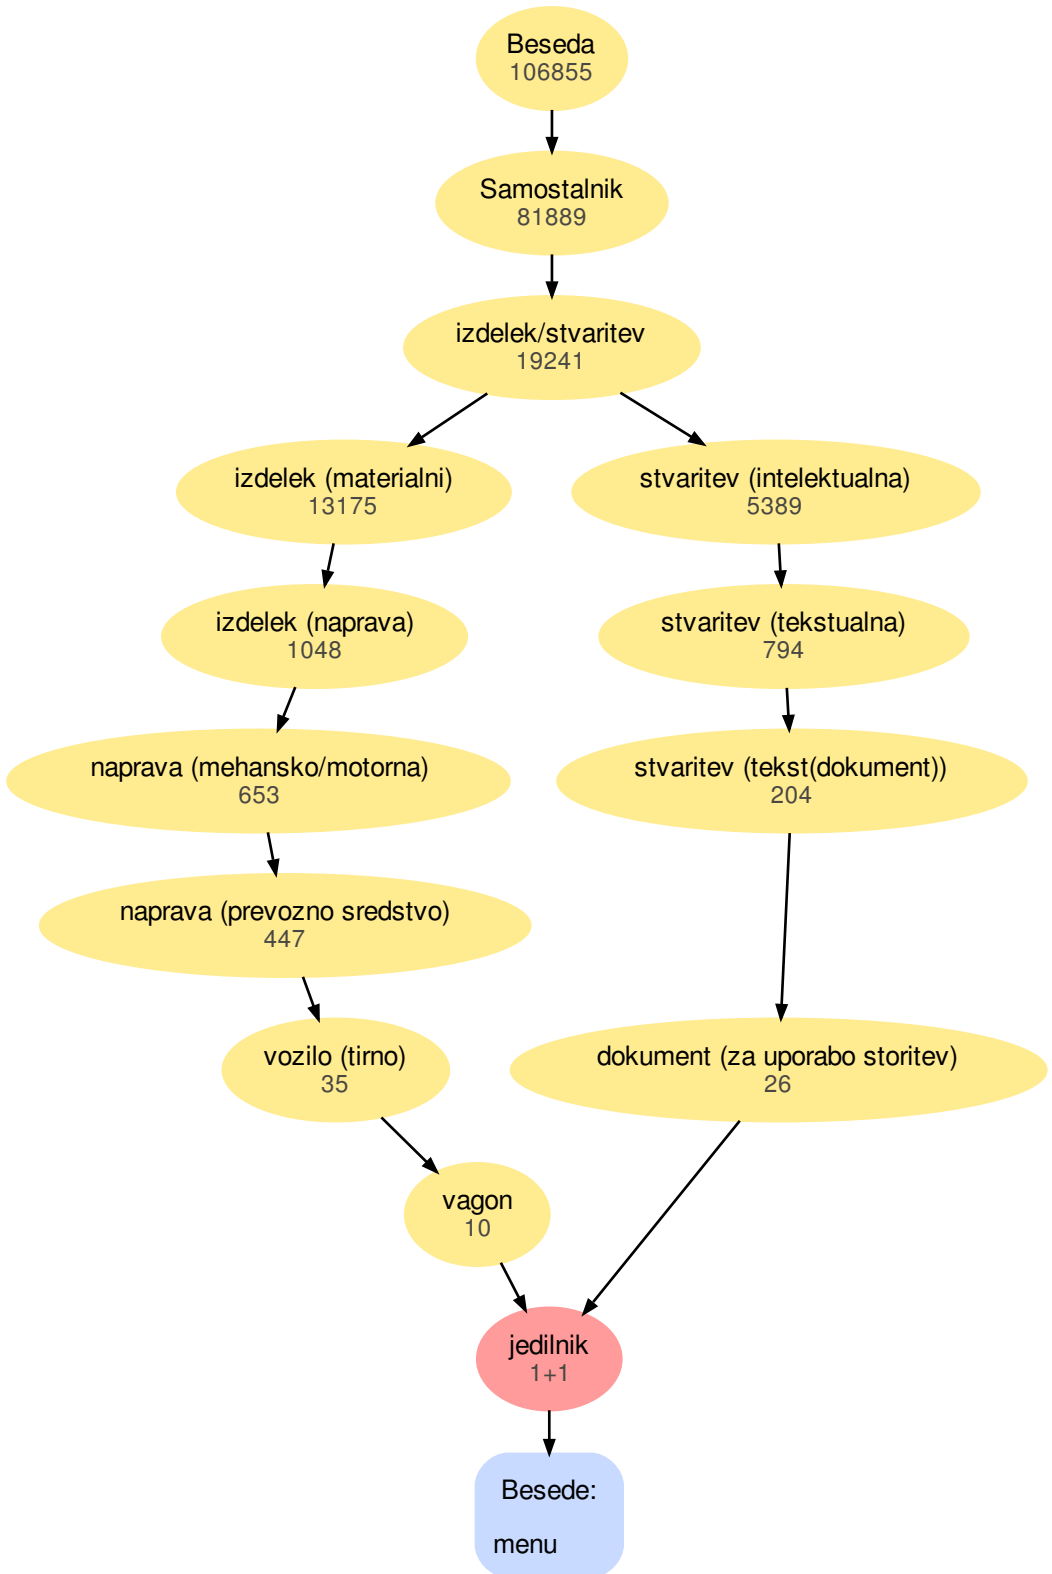 Beseda
106855
Samostalnik
81889
izdelek/stvaritev
19241
izdelek (materialni)
13175
stvaritev (intelektualna)
5389
izdelek (naprava)
1048
stvaritev (tekstualna)
794
naprava (mehansko/motorna)
653
stvaritev (tekst(dokument))
204
naprava (prevozno sredstvo)
447
vozilo (tirno)
35
dokument (za uporabo storitev)
26
vagon
10
jedilnik
1+1
Besede:
menu